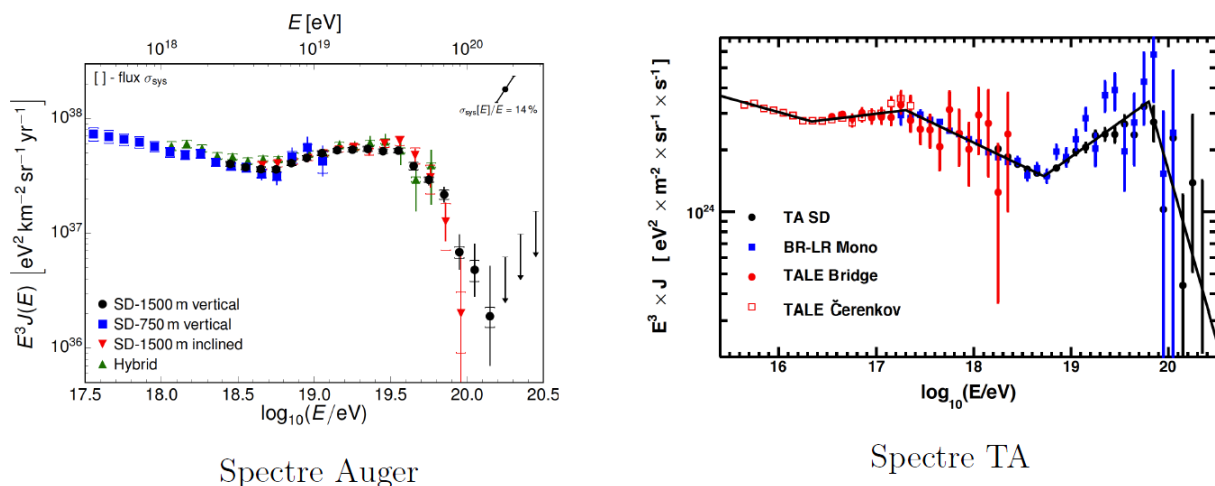 E [eV]
10^18 10^19 10^20
[ ] - flux σ_sys
σ_sys[E]/E = 14 %
E^3 J(E) [eV^2 km^−2 sr^−1 yr^−1]
10^38
10^37
10^36
SD-1500 m vertical
SD-750 m vertical
SD-1500 m inclined
Hybrid
17.5 18.0 18.5 19.0 19.5 20.0 20.5
log_10(E/eV)
Spectre Auger
E^3 × J [ eV^2 × m^-2 × sr^-1 × s^-1 ]
10^24
TA SD
BR-LR Mono
TALE Bridge
TALE Čerenkov
16 17 18 19 20
log_10(E/eV)
Spectre TA